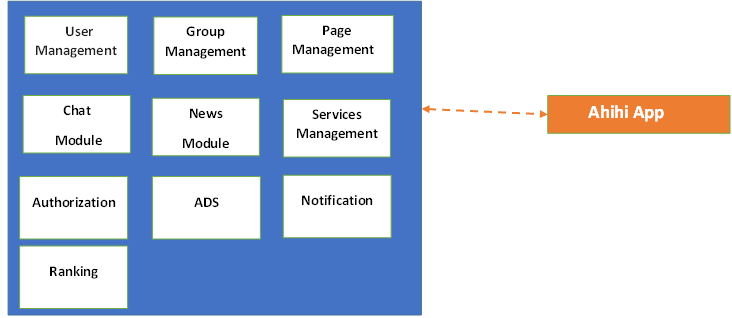 User
Management
Group
Management
Page
Management
Chat
Module
News
Module
Services
Management
Ahihi App
Authorization
ADS
Notification
Ranking